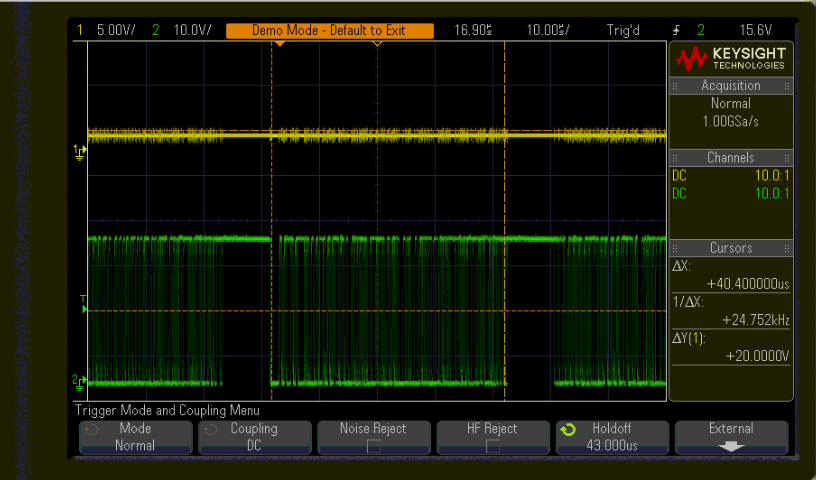 1 5.00V/ 2 10.0V/ Demo Mode - Default to Exit 16.90s 10.00s/ Trig'd 2 15.6V
KEYSIGHT
TECHNOLOGIES
Acquisition
Normal
1.00GSa/s
Channels
DC 10.0:1
DC 10.0:1
Cursors
ΔX:
+40.400000us
1/ΔX:
+24.752kHz
ΔY(1):
+20.0000V
1
T
2
Trigger Mode and Coupling Menu
Mode
Normal
Coupling
DC
Noise Reject
HF Reject
Holdoff
43.000us
External